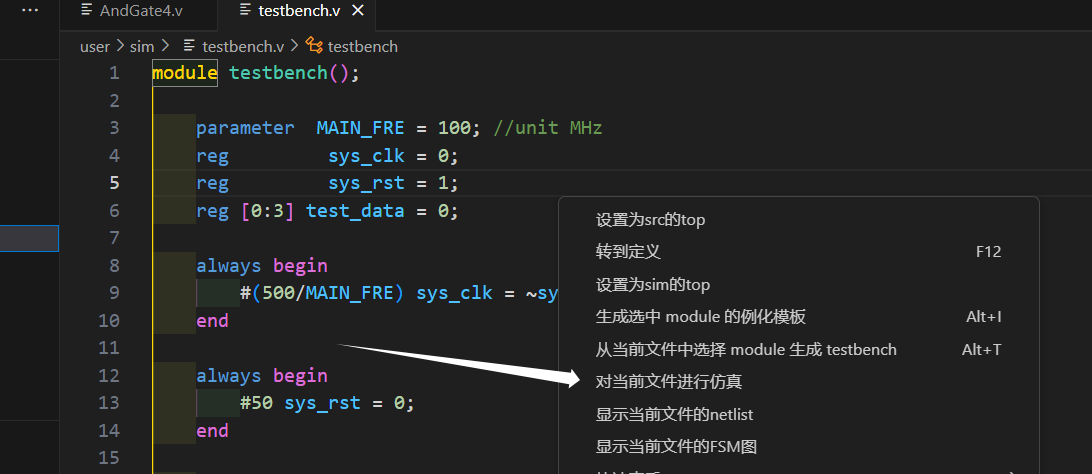 ··· AndGate4.v testbench.v ×
user > sim > testbench.v > testbench
1 module testbench();
2
3 parameter MAIN_FRE = 100; //unit MHz
4 reg sys_clk = 0;
5 reg sys_rst = 1;
6 reg [0:3] test_data = 0;
7
8 always begin
9 #(500/MAIN_FRE) sys_clk = ~sy
10 end
11
12 always begin
13 #50 sys_rst = 0;
14 end
15
设置为src的top
转到定义 F12
设置为sim的top
生成选中 module 的例化模板 Alt+I
从当前文件中选择 module 生成 testbench Alt+T
对当前文件进行仿真
显示当前文件的netlist
显示当前文件的FSM图